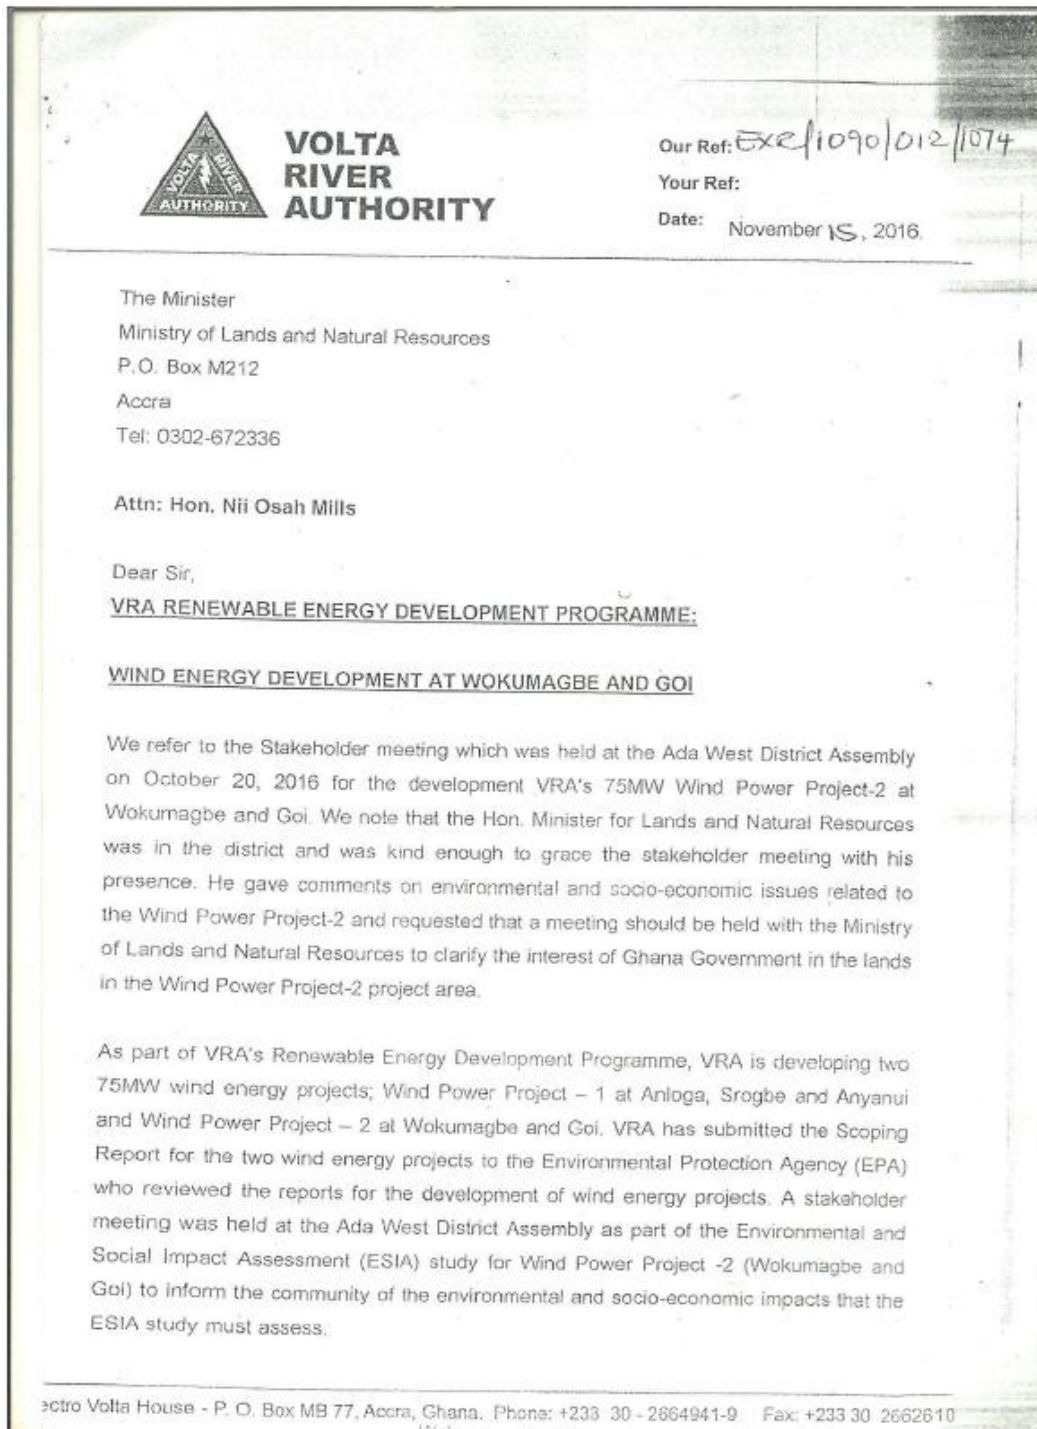 VOLTA RIVER AUTHORITY
VOLTA
RIVER
AUTHORITY
Our Ref: EXE/1090/012/1074
Your Ref:
Date: November 15, 2016.
The Minister
Ministry of Lands and Natural Resources
P.O. Box M212
Accra
Tel: 0302-672336
Attn: Hon. Nii Osah Mills
Dear Sir,
VRA RENEWABLE ENERGY DEVELOPMENT PROGRAMME:
WIND ENERGY DEVELOPMENT AT WOKUMAGBE AND GOI
We refer to the Stakeholder meeting which was held at the Ada West District Assembly
on October 20, 2016 for the development VRA's 75MW Wind Power Project-2 at
Wokumagbe and Goi. We note that the Hon. Minister for Lands and Natural Resources
was in the district and was kind enough to grace the stakeholder meeting with his
presence. He gave comments on environmental and socio-economic issues related to
the Wind Power Project-2 and requested that a meeting should be held with the Ministry
of Lands and Natural Resources to clarify the interest of Ghana Government in the lands
in the Wind Power Project-2 project area.
As part of VRA's Renewable Energy Development Programme, VRA is developing two
75MW wind energy projects; Wind Power Project – 1 at Anloga, Srogbe and Anyanui
and Wind Power Project – 2 at Wokumagbe and Goi. VRA has submitted the Scoping
Report for the two wind energy projects to the Environmental Protection Agency (EPA)
who reviewed the reports for the development of wind energy projects. A stakeholder
meeting was held at the Ada West District Assembly as part of the Environmental and
Social Impact Assessment (ESIA) study for Wind Power Project -2 (Wokumagbe and
Goi) to inform the community of the environmental and socio-economic impacts that the
ESIA study must assess.
ectro Volta House - P. O. Box MB 77, Accra, Ghana. Phone: +233 30 - 2664941-9 Fax: +233 30 2662610